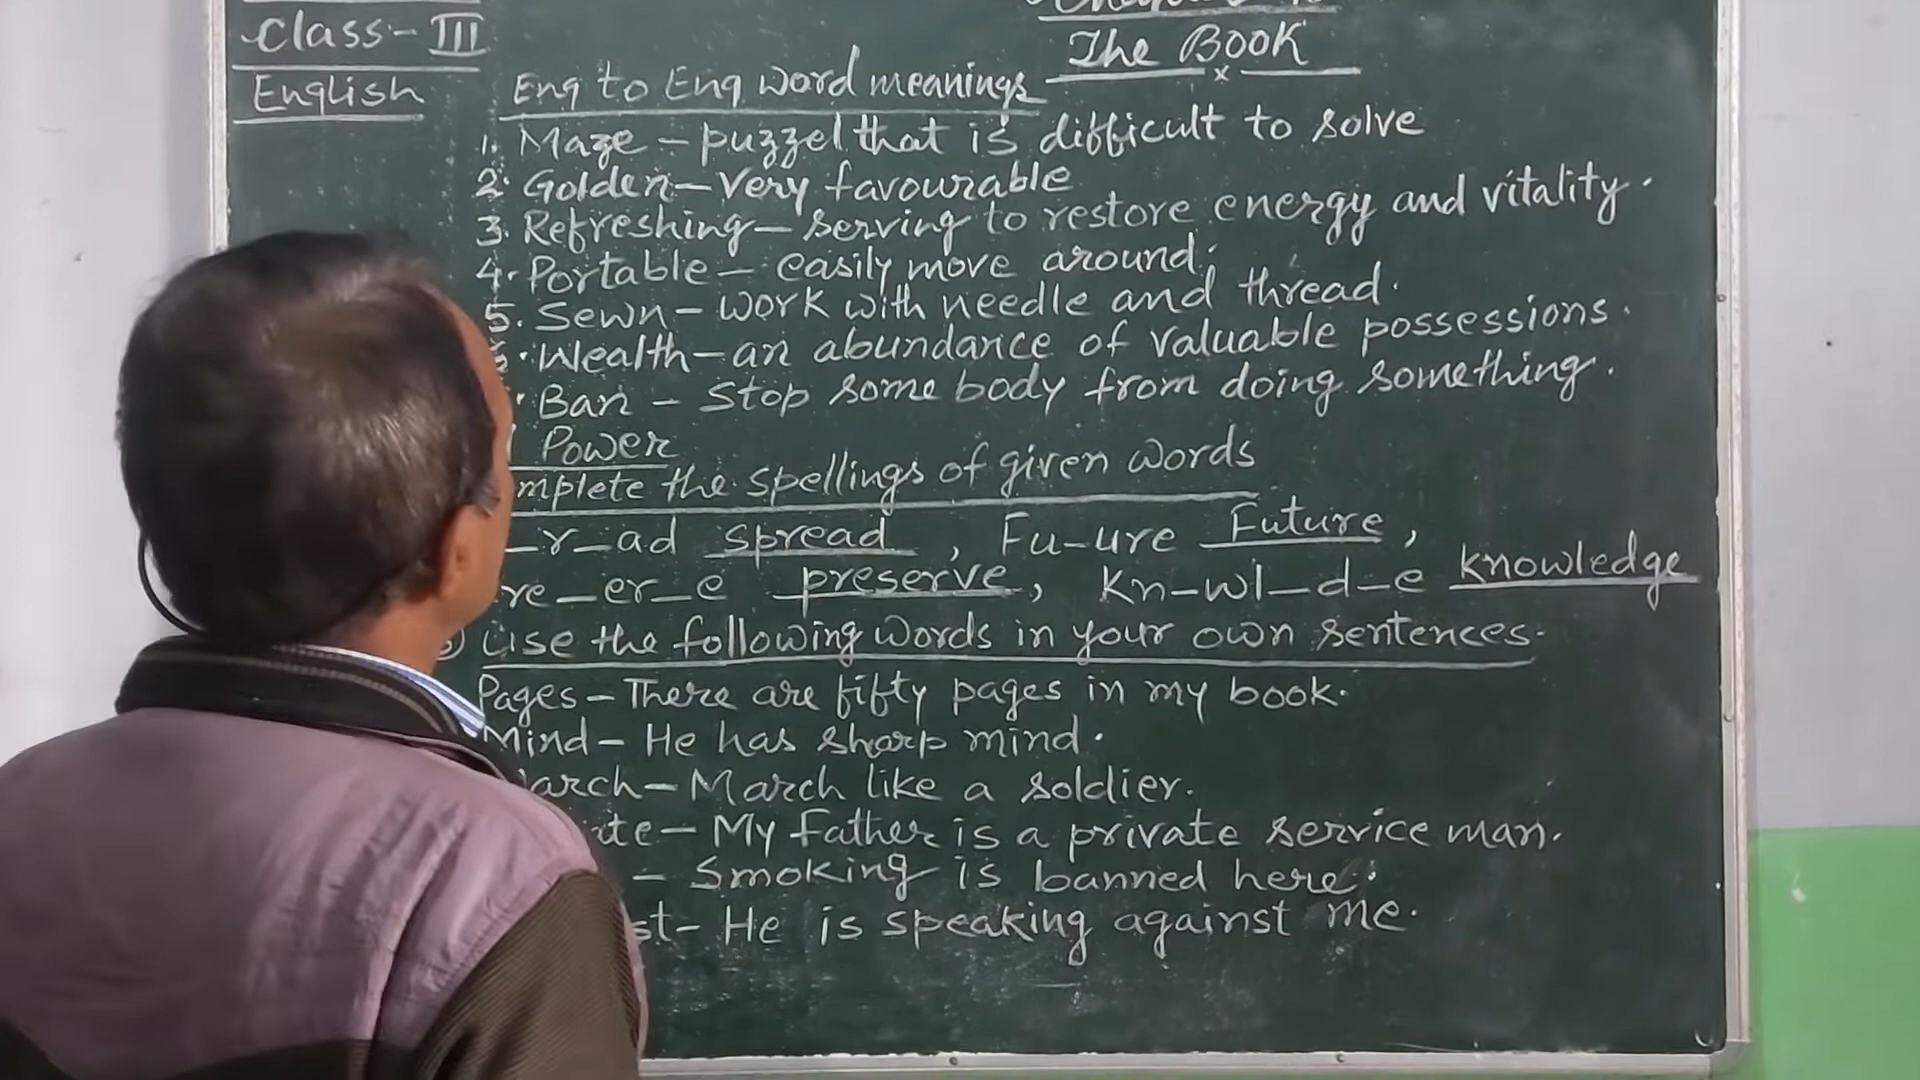 Class:- III
The Book
English
Eng to Eng word meanings
1. Maze – puzzel that is difficult to solve
2. Golden – Very favourable
3. Refreshing – serving to restore energy and vitality.
4. Portable – easily move around.
5. Sewn – work with needle and thread.
Wealth – an abundance of valuable possessions.
Ban – Stop some body from doing something.
Power
mplete the spellings of given words
_r_ad spread , Fu-ure Future ,
re_er_e preserve , Kn-wl_d_e knowledge
Use the following words in your own sentences.
Pages – There are fifty pages in my book.
Mind – He has sharp mind.
arch – March like a soldier.
ate – My Father is a private service man.
– Smoking is banned here.
st- He is speaking against me.